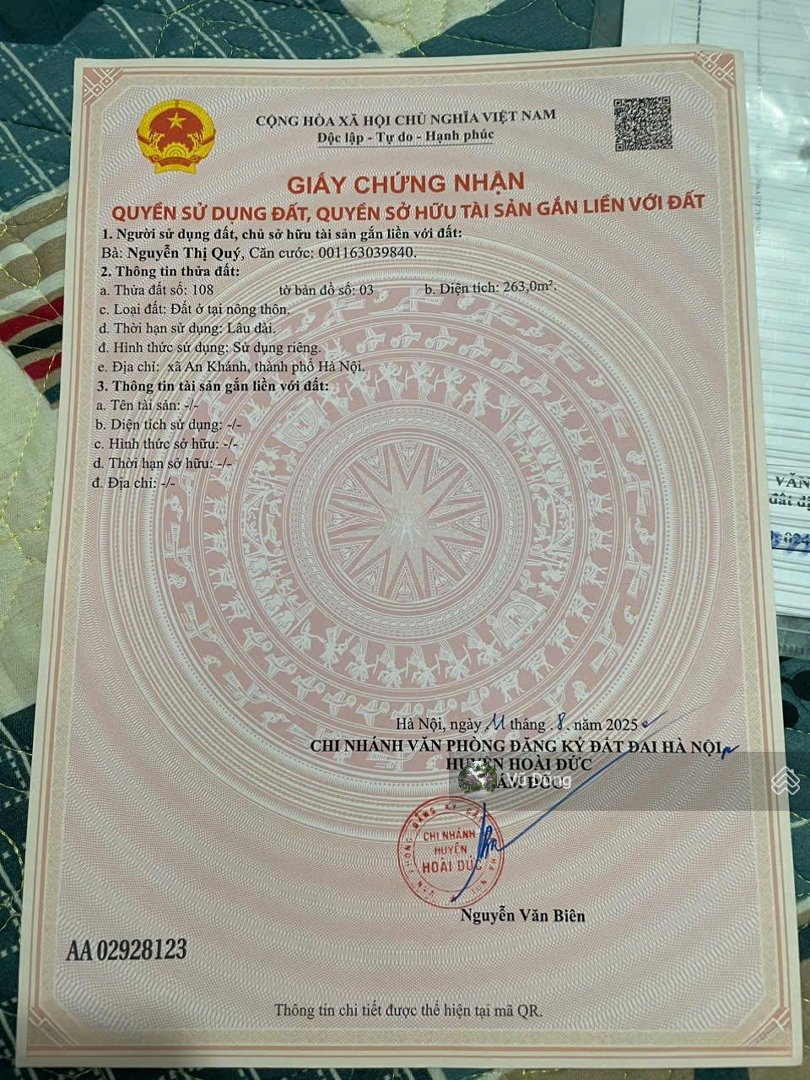 CỘNG HÒA XÃ HỘI CHỦ NGHĨA VIỆT NAM
Độc lập - Tự do - Hạnh phúc
GIẤY CHỨNG NHẬN
QUYỀN SỬ DỤNG ĐẤT, QUYỀN SỞ HỮU TÀI SẢN GẮN LIỀN VỚI ĐẤT
1. Người sử dụng đất, chủ sở hữu tài sản gắn liền với đất:
Bà: Nguyễn Thị Quý, Căn cước: 001163039840.
2. Thông tin thửa đất:
a. Thửa đất số: 108 tờ bản đồ số: 03 b. Diện tích: 263,0m².
c. Loại đất: Đất ở tại nông thôn.
d. Thời hạn sử dụng: Lâu dài.
đ. Hình thức sử dụng: Sử dụng riêng.
e. Địa chỉ: xã An Khánh, thành phố Hà Nội.
3. Thông tin tài sản gắn liền với đất:
a. Tên tài sản: -/-
b. Diện tích sử dụng: -/-
c. Hình thức sở hữu: -/-
d. Thời hạn sở hữu: -/-
đ. Địa chỉ: -/-
VĂN
Hà Nội, ngày 11 tháng 8 năm 2025
CHI NHÁNH VĂN PHÒNG ĐĂNG KÝ ĐẤT ĐAI HÀ NỘI
HUYỆN HOÀI ĐỨC
Vũ Dũng
CHI NHÁNH
HUYỆN
HOÀI ĐỨC
Nguyễn Văn Biên
AA 02928123
Thông tin chi tiết được thể hiện tại mã QR.